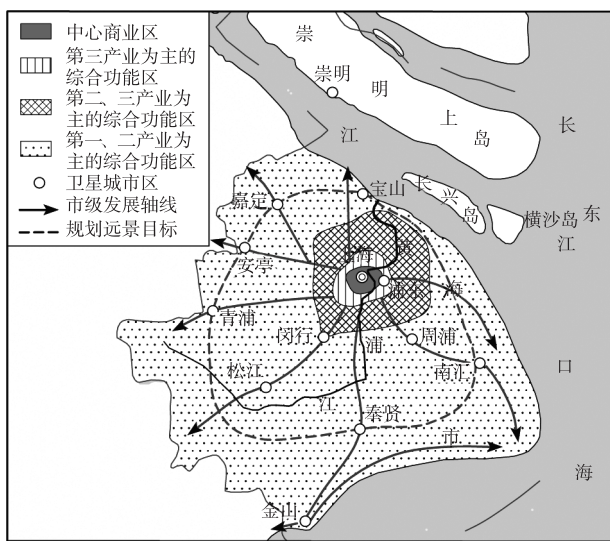 中心商业区
第三产业为主的
综合功能区
第二、三产业为
主的综合功能区
第一、二产业为
主的综合功能区
卫星城市区
市级发展轴线
规划远景目标
崇
明
上
岛
崇明
长
江
口
东
海
江
长
兴
岛
横沙岛
宝山
嘉定
安亭
青浦
上海
黄
浦
江
浦东
海
市
闵行
周浦
松江
南汇
奉贤
金山